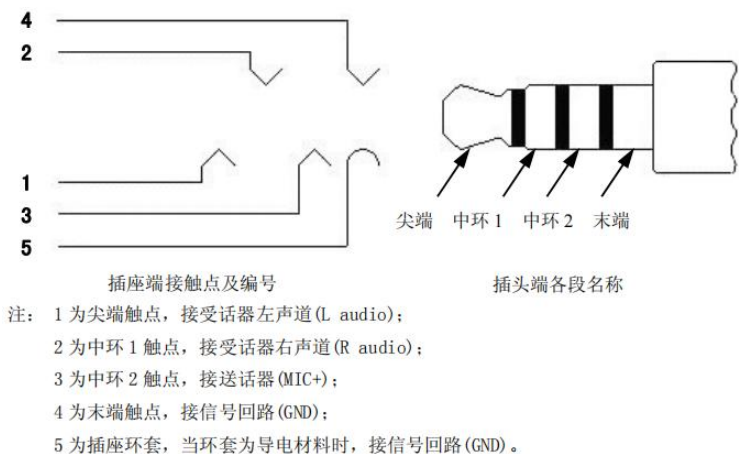 4
2
1
3
5
尖端 中环1 中环2 末端
插座端接触点及编号
插头端各段名称
注： 1为尖端触点，接受话器左声道(L audio)；
2为中环1触点，接受话器右声道(R audio)；
3为中环2触点，接送话器(MIC+)；
4为末端触点，接信号回路(GND)；
5为插座环套，当环套为导电材料时，接信号回路(GND)。